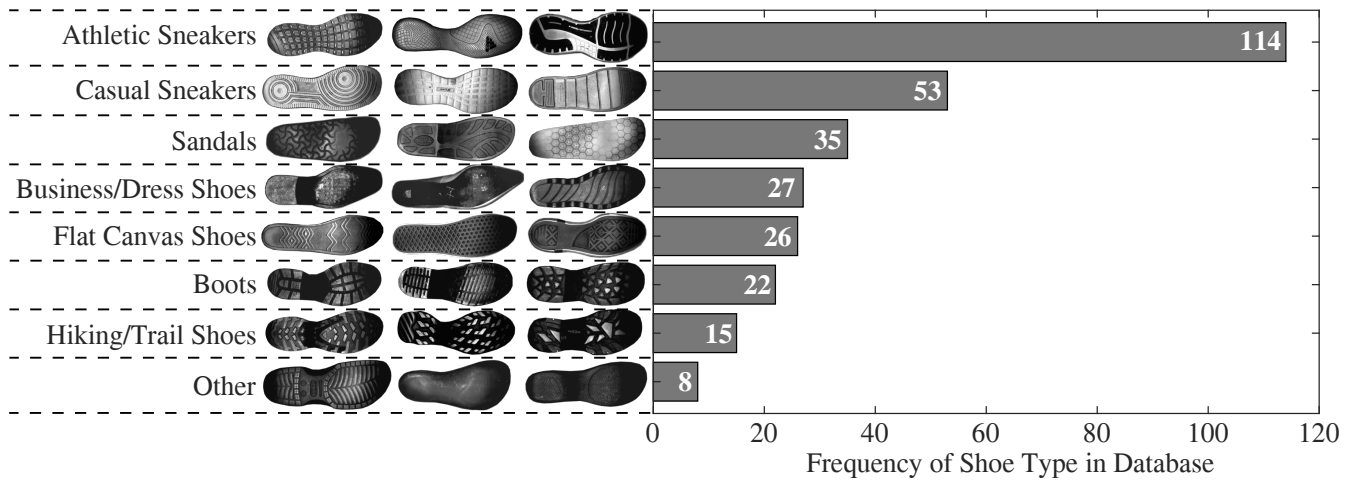 Athletic Sneakers 114
Casual Sneakers 53
Sandals 35
Business/Dress Shoes 27
Flat Canvas Shoes 26
Boots 22
Hiking/Trail Shoes 15
Other 8
0 20 40 60 80 100 120
Frequency of Shoe Type in Database